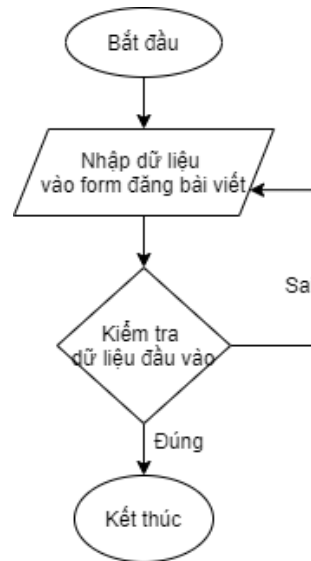 Bắt đầu
Nhập dữ liệu
vào form đăng bài viết
Kiểm tra
dữ liệu đầu vào
Đúng
Kết thúc